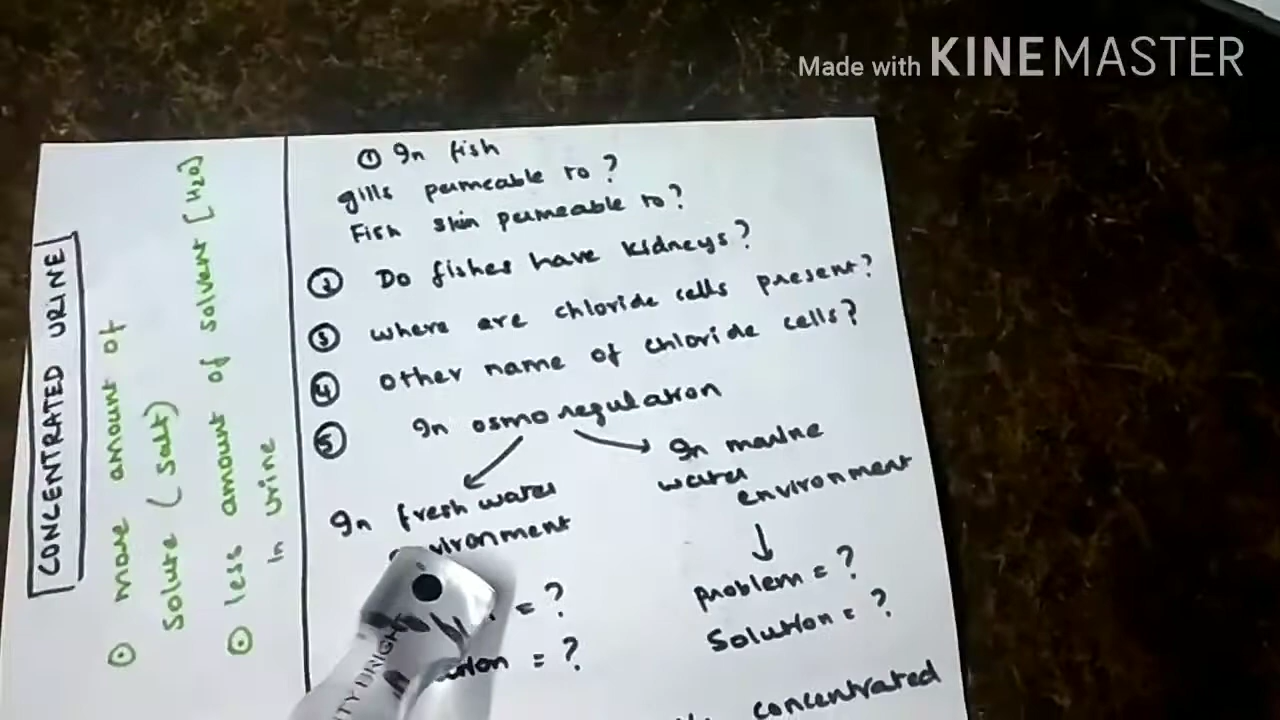 Made with KINEMASTER
CONCENTRATED URINE
more amount of
solute (salt)
less amount of solvent [H2O]
in urine
① In fish
gills permeable to?
Fish skin permeable to?
② Do fishes have kidneys?
③ where are chloride cells present?
④ other name of chloride cells?
⑤ In osmoregulation
In fresh water
In marine
water
environment
problem = ?
solution = ?
= ?
= ?
concentrated